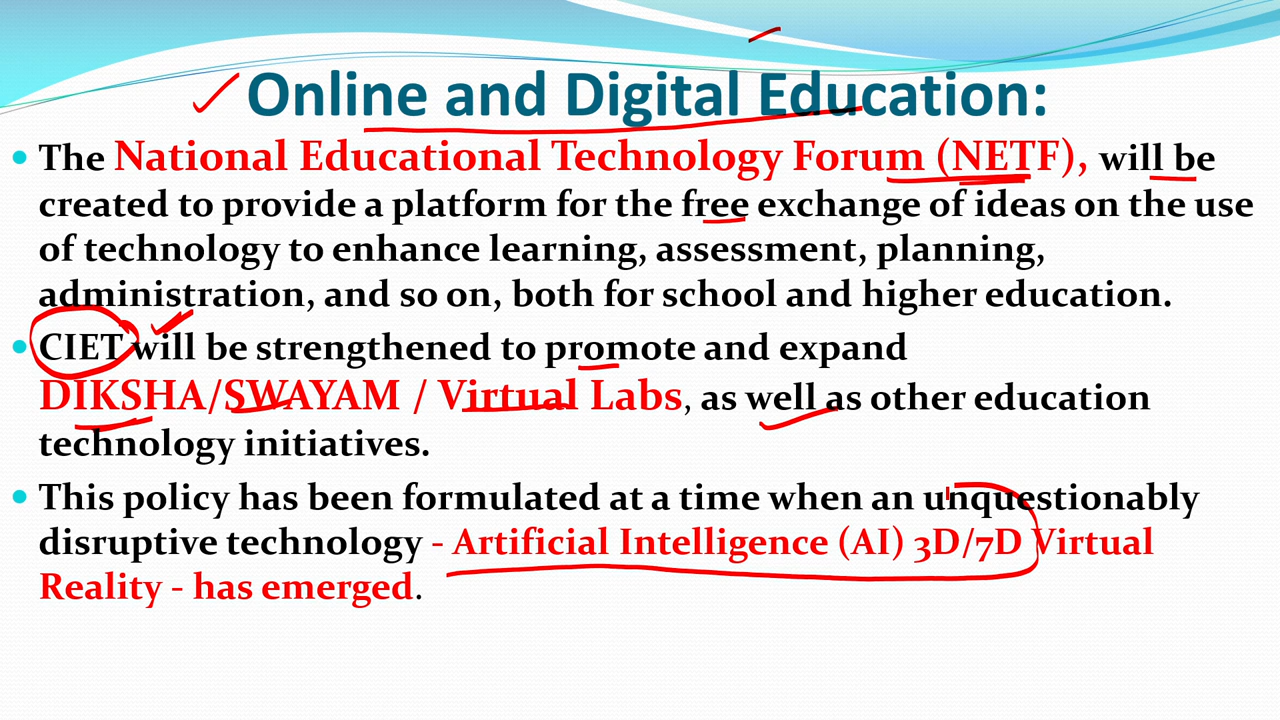 Online and Digital Education:
The National Educational Technology Forum (NETF), will be
created to provide a platform for the free exchange of ideas on the use
of technology to enhance learning, assessment, planning,
administration, and so on, both for school and higher education.
CIET will be strengthened to promote and expand
DIKSHA/SWAYAM / Virtual Labs, as well as other education
technology initiatives.
This policy has been formulated at a time when an unquestionably
disruptive technology - Artificial Intelligence (AI) 3D/7D Virtual
Reality - has emerged.